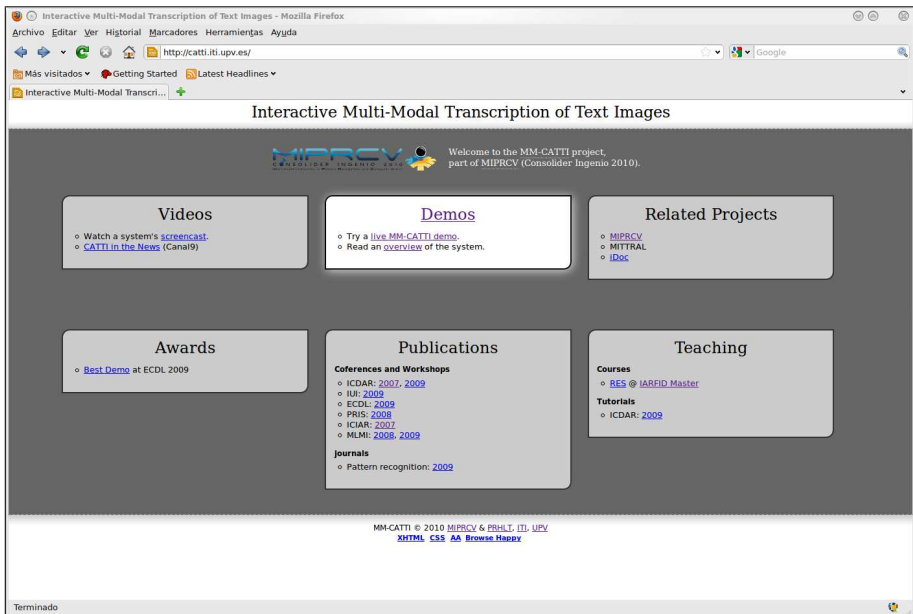 Interactive Multi-Modal Transcription of Text Images - Mozilla Firefox
Archivo Editar Ver Historial Marcadores Herramientas Ayuda
http://catti.iti.upv.es/
Google
Más visitados Getting Started Latest Headlines
Interactive Multi-Modal Transcri...
Interactive Multi-Modal Transcription of Text Images
MIPRCV
CONSOLIDER INGENIO 2010
Welcome to the MM-CATTI project,
part of MIPRCV (Consolider Ingenio 2010).
Videos
Watch a system's screencast.
CATTI in the News (Canal9)
Demos
Try a live MM-CATTI demo.
Read an overview of the system.
Related Projects
MIPRCV
MITTRAL
iDoc
Awards
Best Demo at ECDL 2009
Publications
Coferences and Workshops
ICDAR: 2007, 2009
IUI: 2009
ECDL: 2009
PRIS: 2008
ICIAR: 2007
MLMI: 2008, 2009
Journals
Pattern recognition: 2009
Teaching
Courses
RES @ IARFID Master
Tutorials
ICDAR: 2009
MM-CATTI © 2010 MIPRCV & PRHLT, ITI, UPV
XHTML CSS AA Browse Happy
Terminado